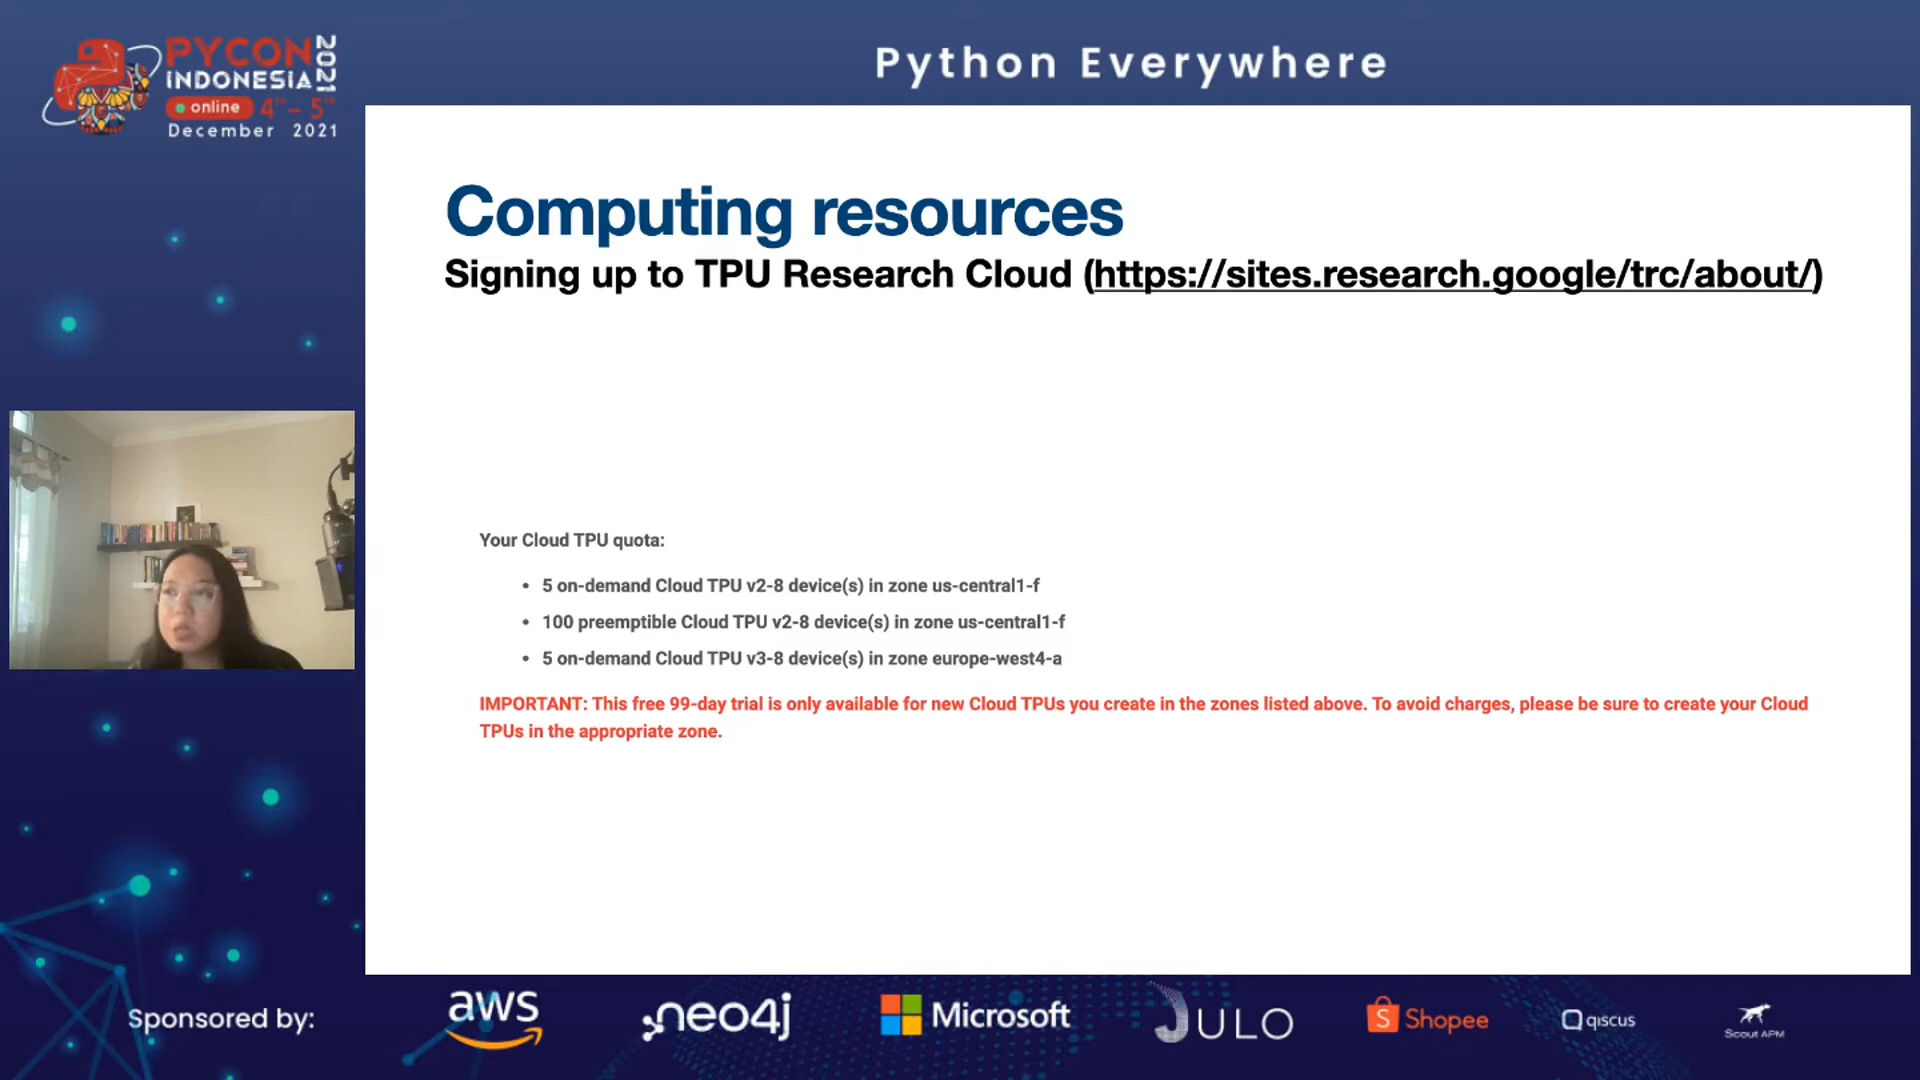 PYCON 2021
INDONESIA
online 4th – 5th
December 2021
Python Everywhere
Computing resources
Signing up to TPU Research Cloud (https://sites.research.google/trc/about/)
Your Cloud TPU quota:
• 5 on-demand Cloud TPU v2-8 device(s) in zone us-central1-f
• 100 preemptible Cloud TPU v2-8 device(s) in zone us-central1-f
• 5 on-demand Cloud TPU v3-8 device(s) in zone europe-west4-a
IMPORTANT: This free 99-day trial is only available for new Cloud TPUs you create in the zones listed above. To avoid charges, please be sure to create your Cloud
TPUs in the appropriate zone.
Sponsored by:
aws
neo4j
Microsoft
JULO
Shopee
qiscus
Scout APM